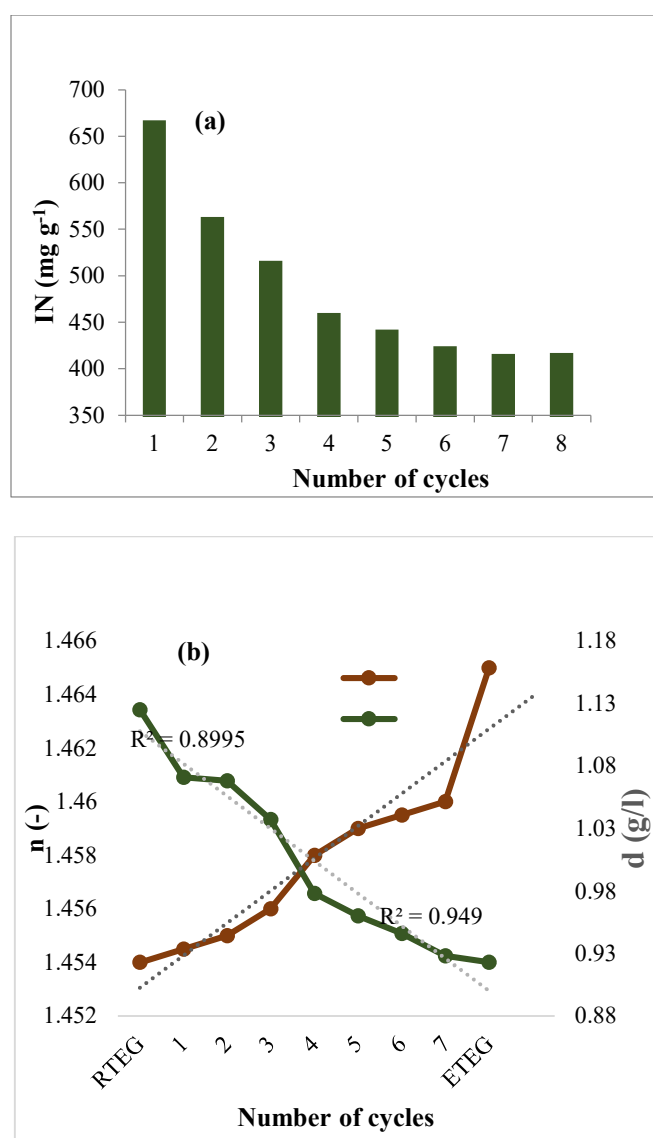 (a)
IN (mg g⁻¹)
700
650
600
550
500
450
400
350
1 2 3 4 5 6 7 8
Number of cycles
(b)
n (-)
1.466
1.464
1.462
1.46
1.458
1.456
1.454
1.452
R² = 0.8995
R² = 0.949
1.18
1.13
1.08
1.03
0.98
0.93
0.88
d (g/l)
RTEG 1 2 3 4 5 6 7 ETEG
Number of cycles